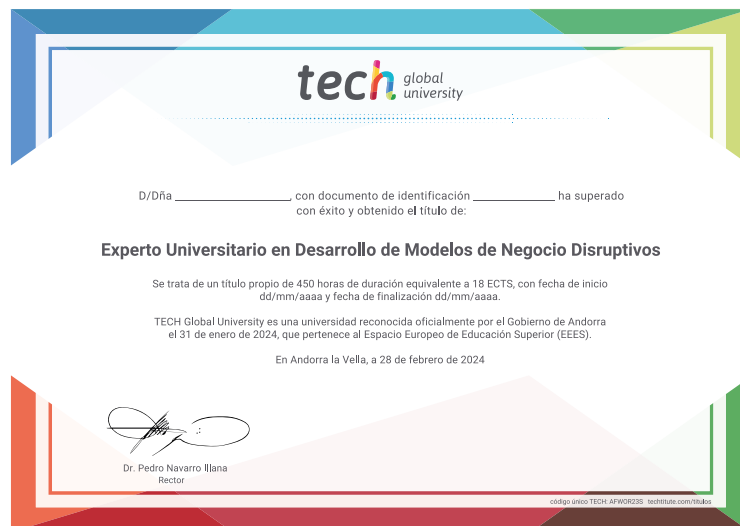 tech global university
D/Dña ______________, con documento de identificación __________ ha superado
con éxito y obtenido el título de:
Experto Universitario en Desarrollo de Modelos de Negocio Disruptivos
Se trata de un título propio de 450 horas de duración equivalente a 18 ECTS, con fecha de inicio
dd/mm/aaaa y fecha de finalización dd/mm/aaaa.
TECH Global University es una universidad reconocida oficialmente por el Gobierno de Andorra
el 31 de enero de 2024, que pertenece al Espacio Europeo de Educación Superior (EEES).
En Andorra la Vella, a 28 de febrero de 2024
Dr. Pedro Navarro Illana
Rector
código único TECH: AFWOR23S techtitute.com/titulos